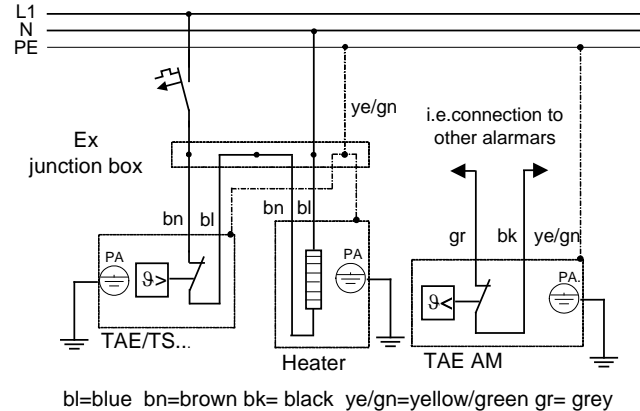 L1
N
PE
ye/gn
i.e.connection to
other alarmars
Ex
junction box
bn bl
bn bl
gr bk ye/gn
PA
ϑ>
PA
PA.
ϑ<
TAE/TS...
Heater
TAE AM
bl=blue bn=brown bk= black ye/gn=yellow/green gr= grey